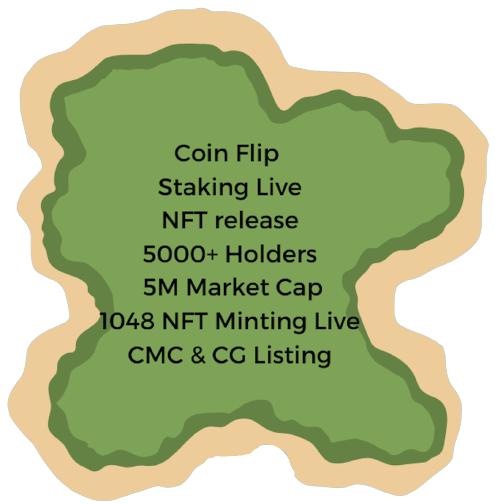 Coin Flip
Staking Live
NFT release
5000+ Holders
5M Market Cap
1048 NFT Minting Live
CMC & CG Listing